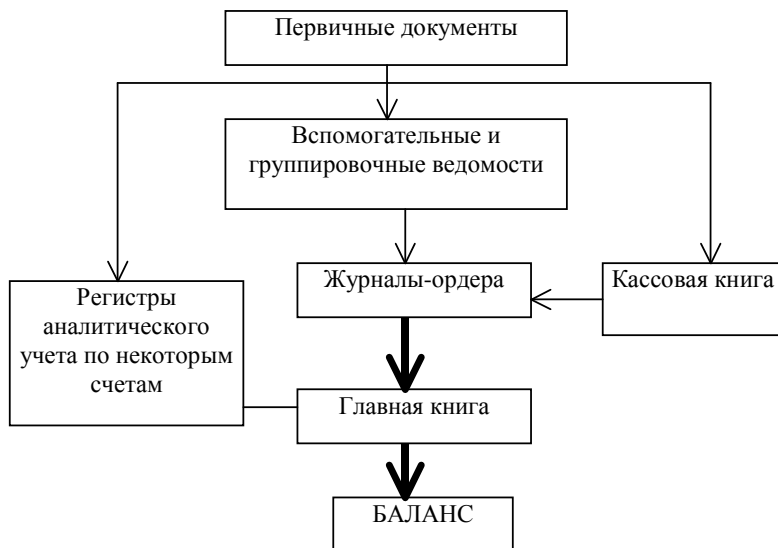 Первичные документы
Вспомогательные и
группировочные ведомости
Журналы-ордера
Кассовая книга
Регистры
аналитического
учета по некоторым
счетам
Главная книга
БАЛАНС